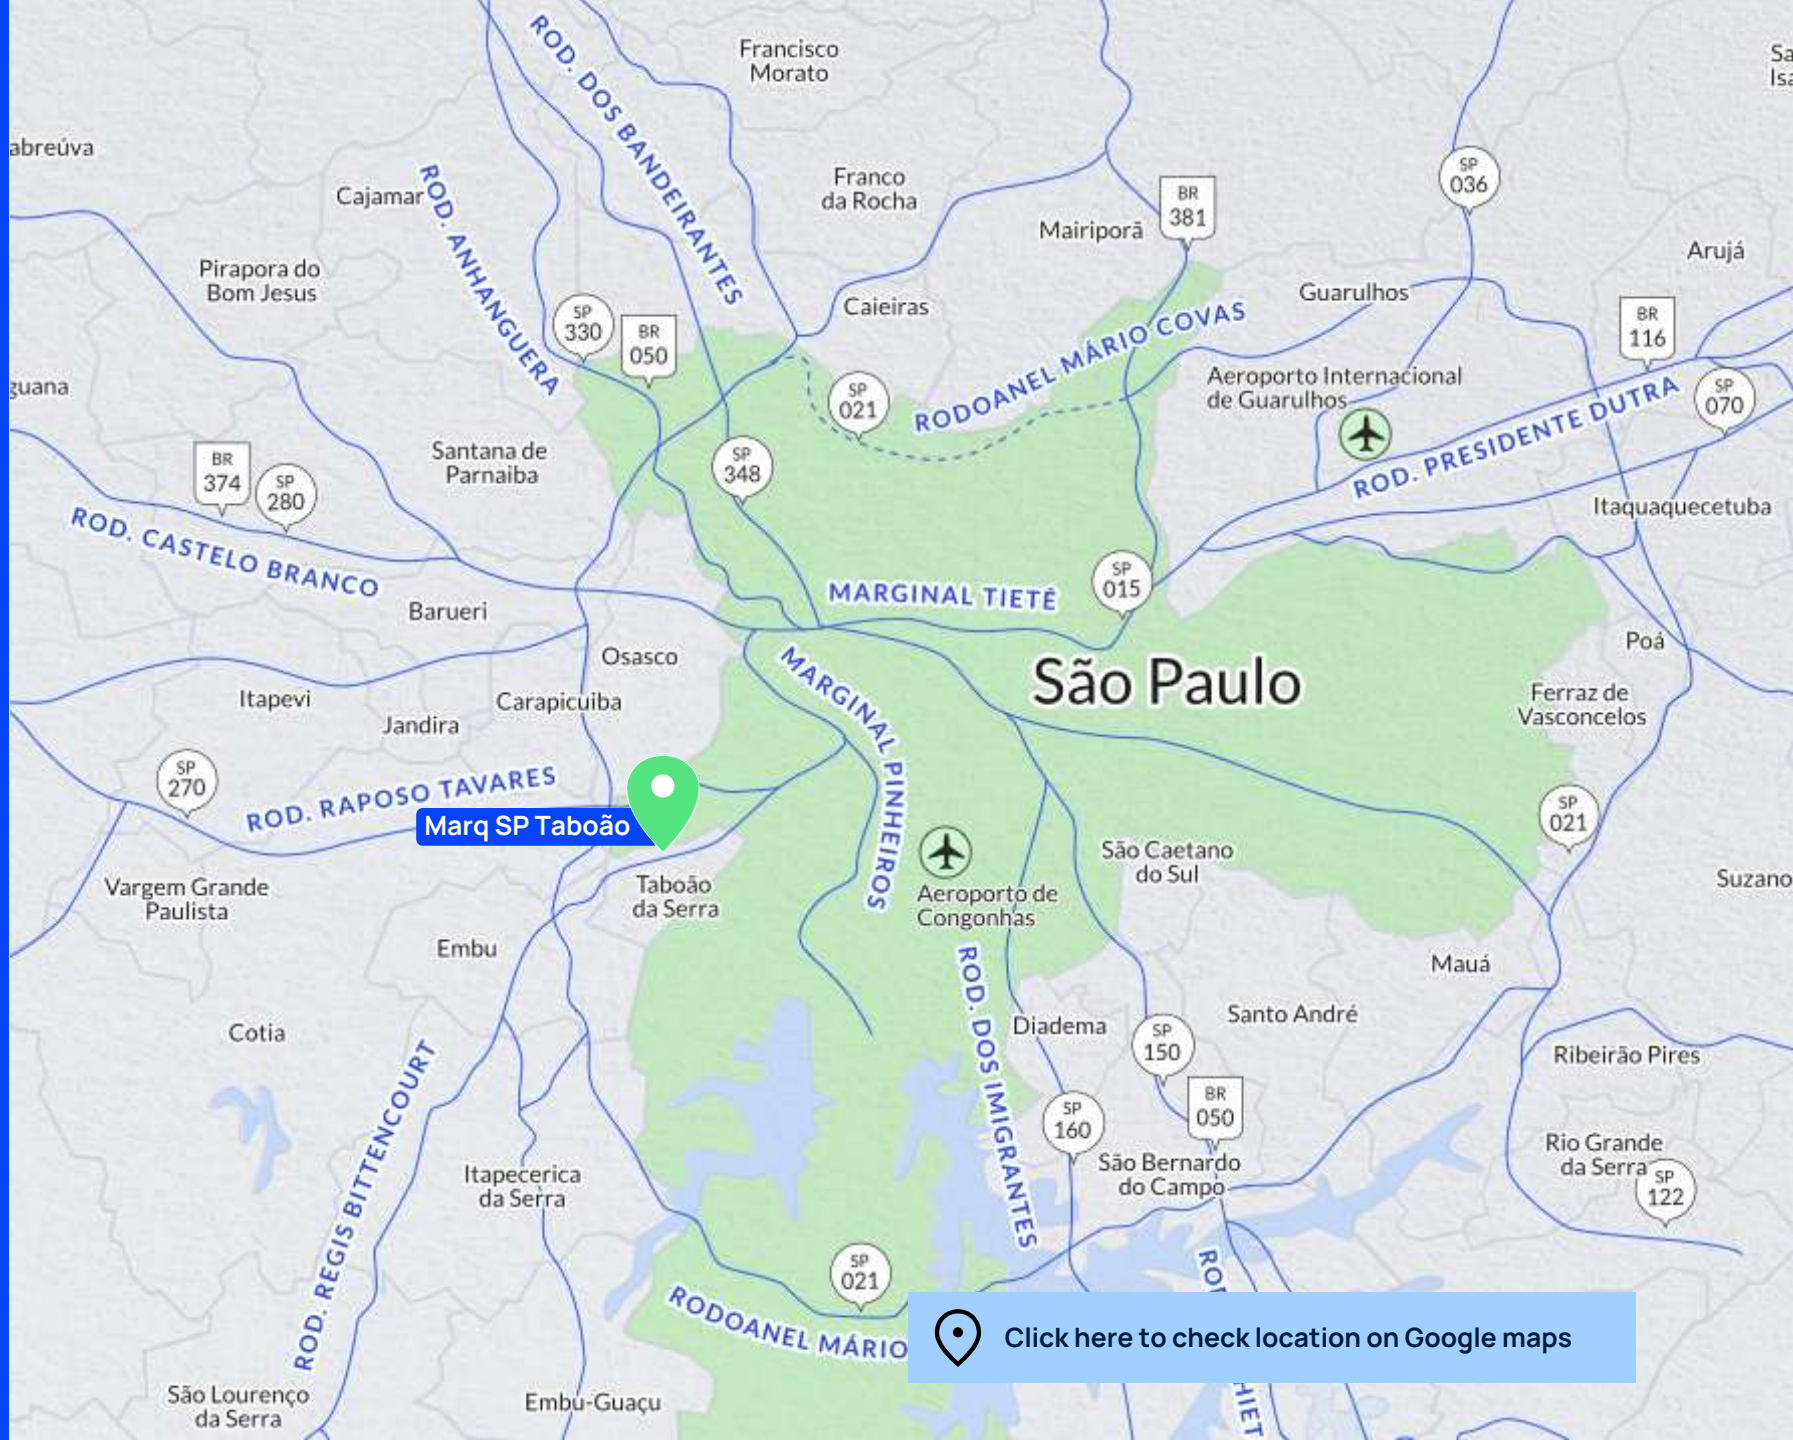 ROD. DOS BANDEIRANTES
Francisco
Morato
Sa
Isa
abreúva
Cajamar
ROD. ANHANGUERA
Franco
da Rocha
SP
036
BR
381
Mairiporã
Arujá
Pirapora do
Bom Jesus
Caieiras
Guarulhos
SP
330
BR
050
BR
116
RODOANEL MÁRIO COVAS
guana
SP
021
Aeroporto Internacional
de Guarulhos
SP
070
ROD. PRESIDENTE DUTRA
Santana de
Parnaiba
BR
374
SP
280
SP
348
Itaquaquecetuba
ROD. CASTELO BRANCO
MARGINAL TIETÊ
SP
015
Barueri
Osasco
Poá
MARGINAL PINHEIROS
São Paulo
Itapevi
Carapicuiba
Jandira
Ferraz de
Vasconcelos
SP
270
ROD. RAPOSO TAVARES
Marq SP Taboão
SP
021
Vargem Grande
Paulista
Taboão
da Serra
Aeroporto de
Congonhas
São Caetano
do Sul
Suzano
Embu
Mauá
ROD. DOS IMIGRANTES
Cotia
Diadema
SP
150
Santo André
Ribeirão Pires
ROD. REGIS BITTENCOURT
SP
160
BR
050
Itapecerica
da Serra
São Bernardo
do Campo
Rio Grande
da Serra
SP
122
SP
021
RODOANEL MÁRIO
ROD
HIET
Click here to check location on Google maps
São Lourenço
da Serra
Embu-Guaçu